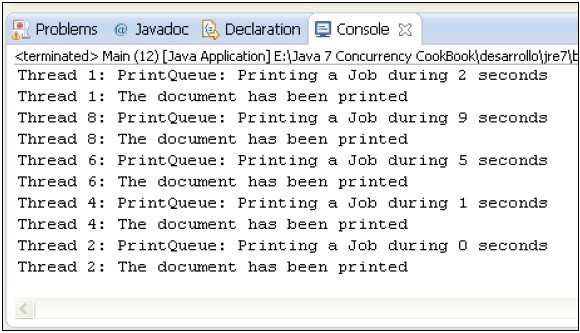 Problems @ Javadoc Declaration Console
<terminated> Main (12) [Java Application] E:\Java 7 Concurrency CookBook\desarrollo\jre7\b
Thread 1: PrintQueue: Printing a Job during 2 seconds
Thread 1: The document has been printed
Thread 8: PrintQueue: Printing a Job during 9 seconds
Thread 8: The document has been printed
Thread 6: PrintQueue: Printing a Job during 5 seconds
Thread 6: The document has been printed
Thread 4: PrintQueue: Printing a Job during 1 seconds
Thread 4: The document has been printed
Thread 2: PrintQueue: Printing a Job during 0 seconds
Thread 2: The document has been printed